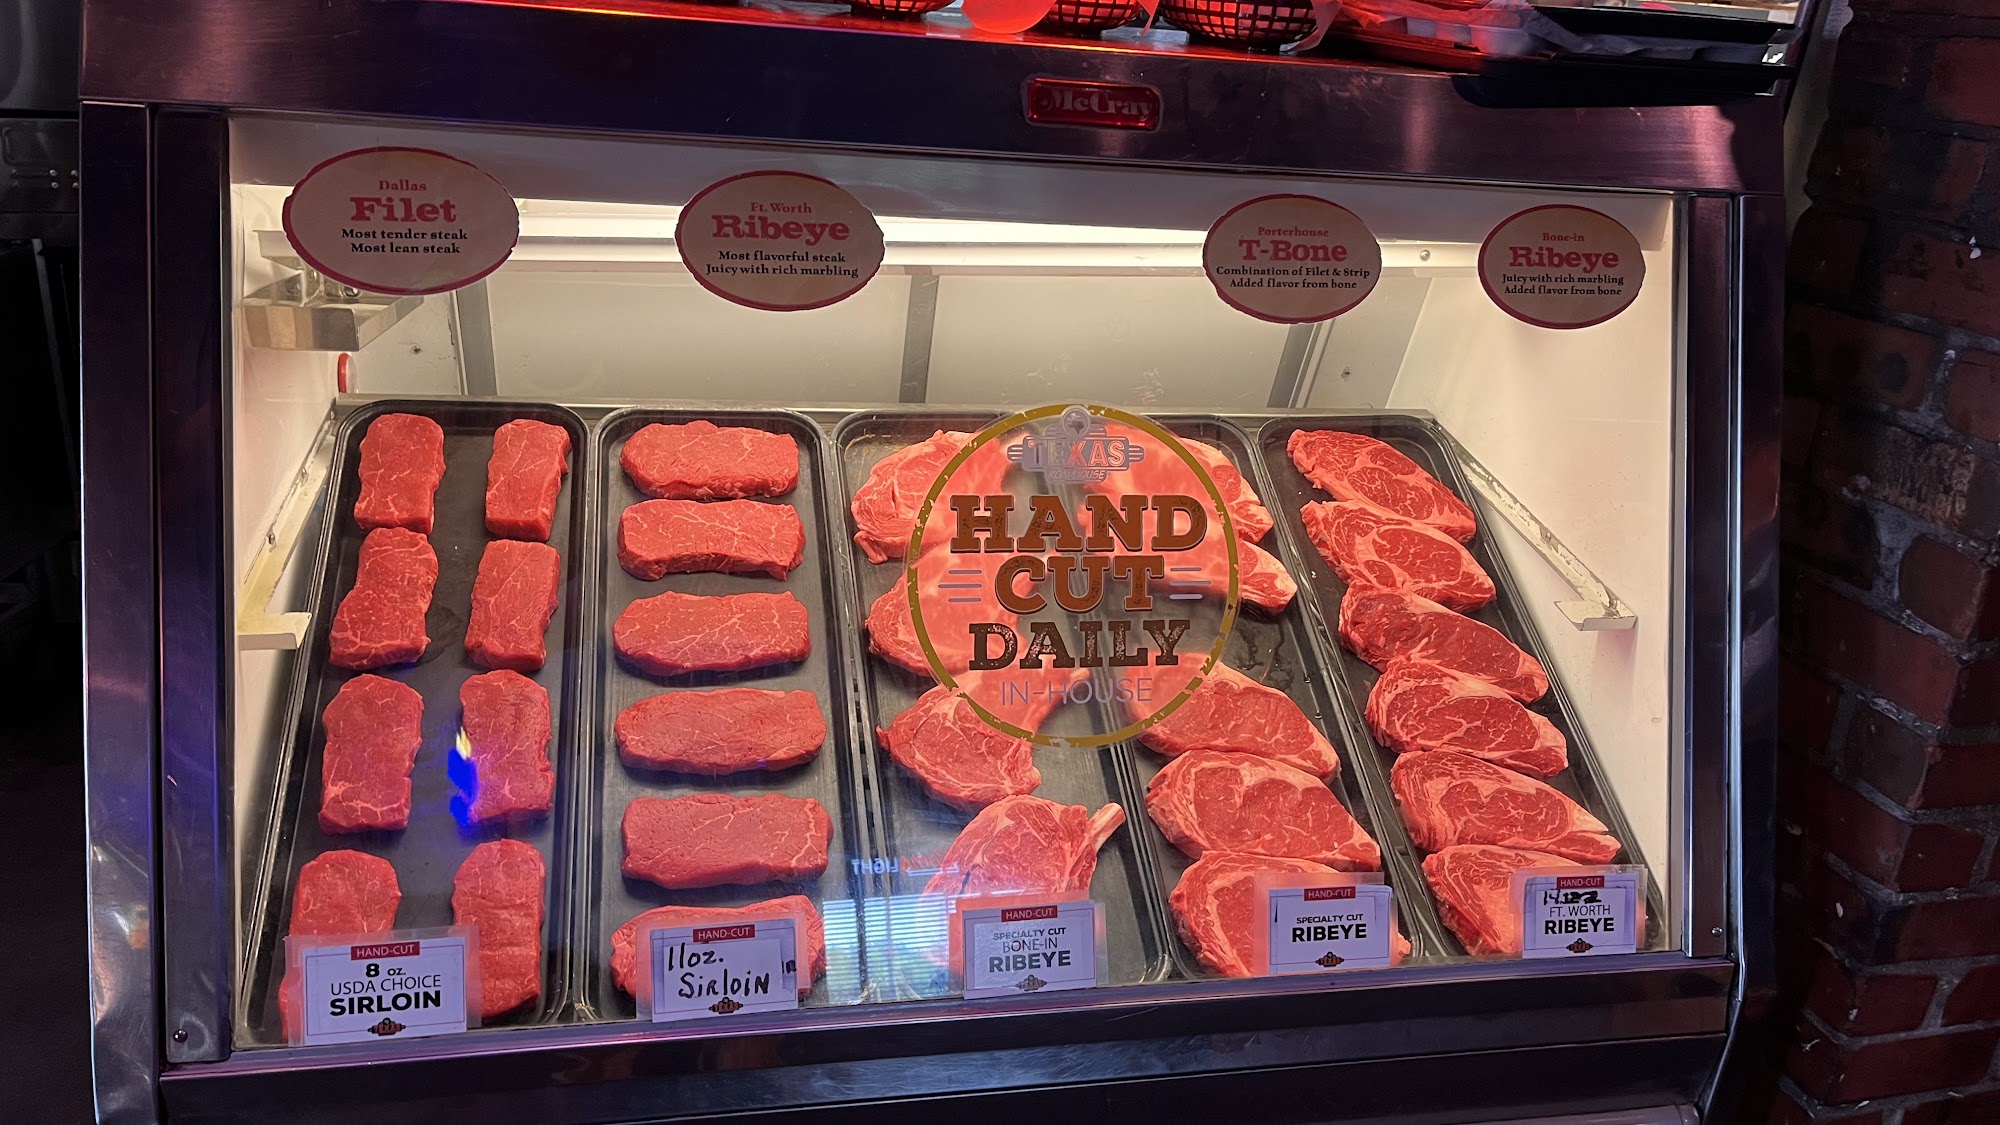 McCray
Dallas
Filet
Most tender steak
Most lean steak
Ft. Worth
Ribeye
Most flavorful steak
Juicy with rich marbling
Porterhouse
T-Bone
Combination of Filet & Strip
Added flavor from bone
Bone-in
Ribeye
Juicy with rich marbling
Added flavor from bone
TEXAS
ROADHOUSE
HAND
CUT
DAILY
IN-HOUSE
LIGHT
HAND-CUT
8 oz.
USDA CHOICE
SIRLOIN
TEXAS
HAND-CUT
11oz.
SIRLOIN
HAND-CUT
SPECIALTY CUT
BONE-IN
RIBEYE
HAND-CUT
SPECIALTY CUT
RIBEYE
HAND-CUT
FT. WORTH
RIBEYE